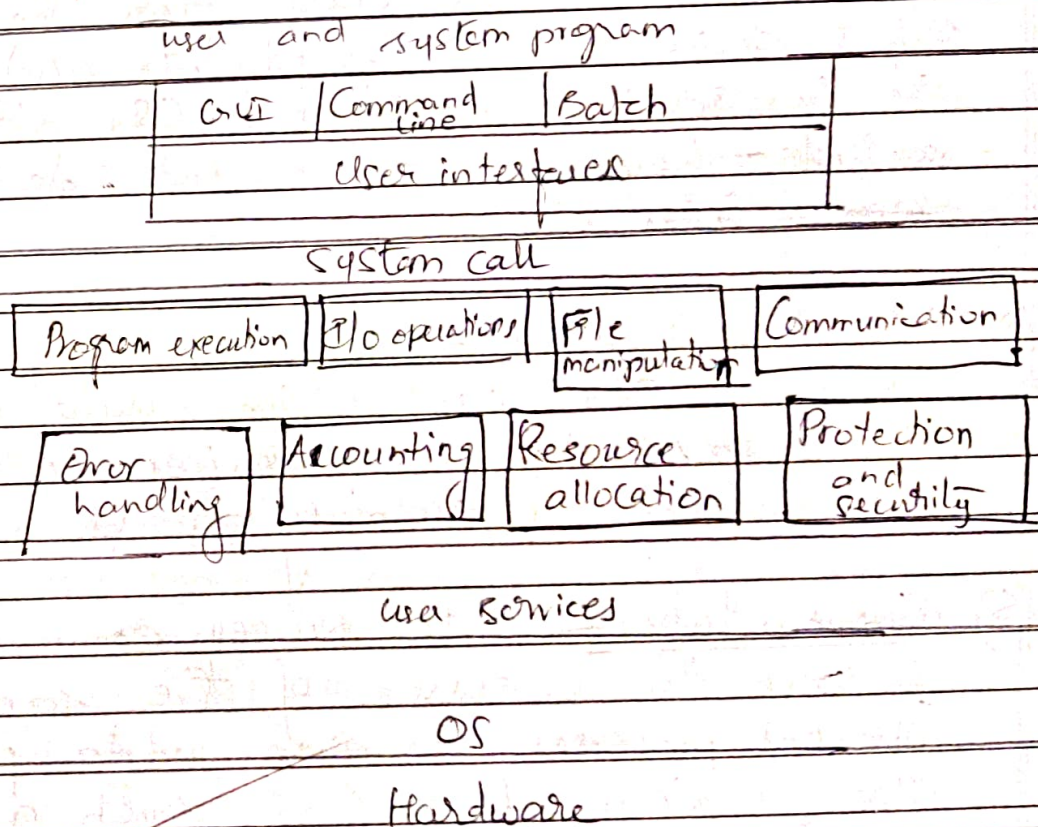 user and system program
GUI Command Line Batch
User interfaces
System call
Program execution I/o operations File manipulation Communication
Error handling Accounting Resource allocation Protection and security
user services
OS
Hardware